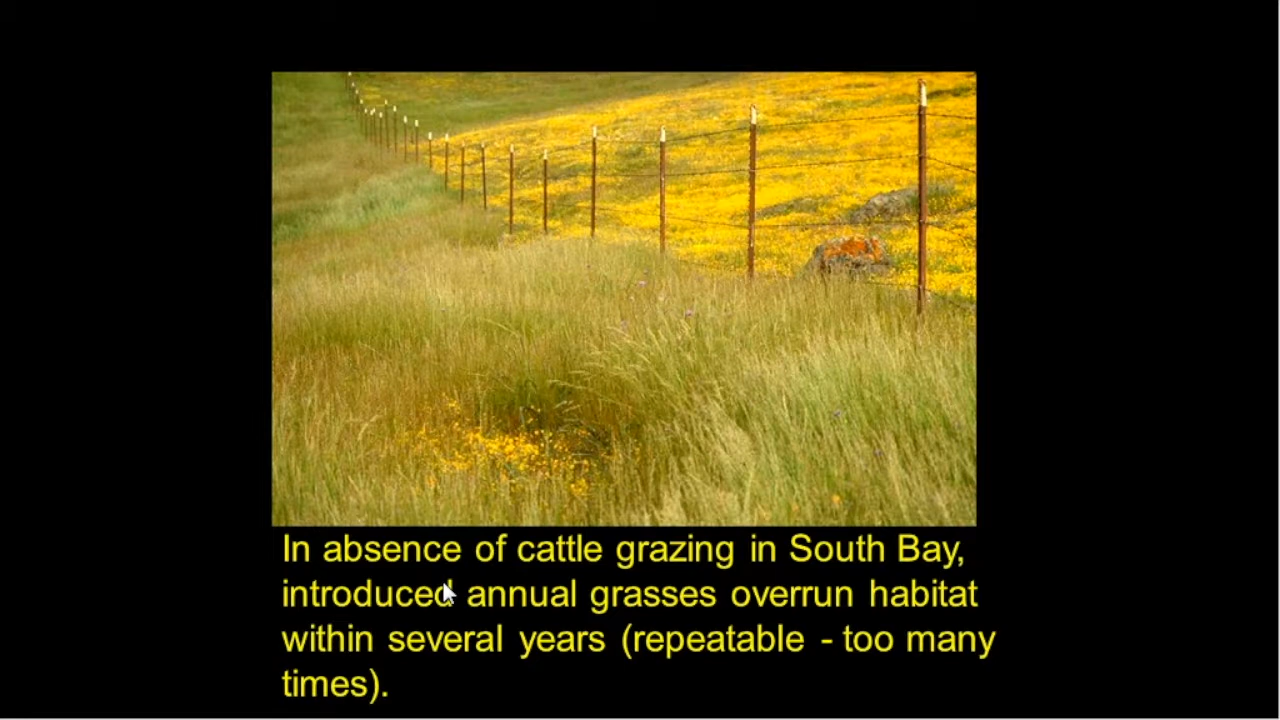 In absence of cattle grazing in South Bay,
introduced annual grasses overrun habitat
within several years (repeatable - too many
times).